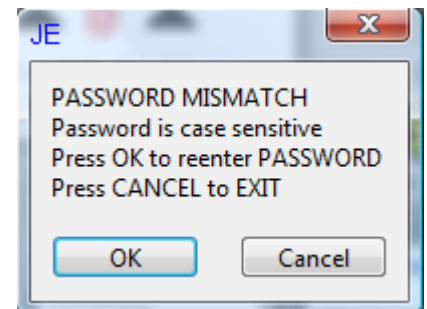 JE
PASSWORD MISMATCH
Password is case sensitive
Press OK to reenter PASSWORD
Press CANCEL to EXIT
OK
Cancel